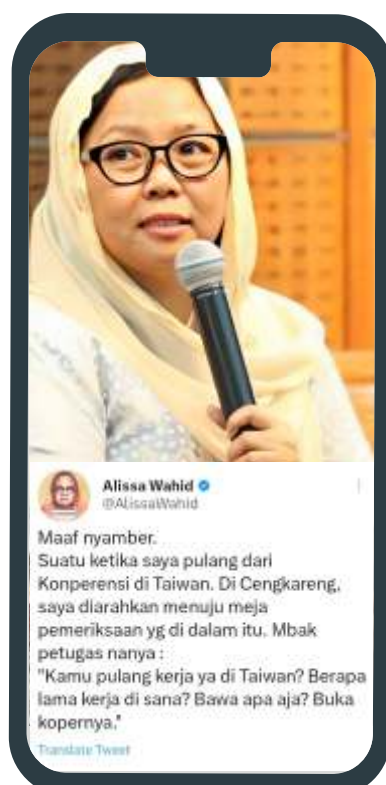 Alissa Wahid
@AlissaWahid
Maaf nyamber.
Suatu ketika saya pulang dari
Konperensi di Taiwan. Di Cengkareng,
saya diarahkan menuju meja
pemeriksaan yg di dalam itu. Mbak
petugas nanya :
"Kamu pulang kerja ya di Taiwan? Berapa
lama kerja di sana? Bawa apa aja? Buka
kopernya."
Translate Tweet